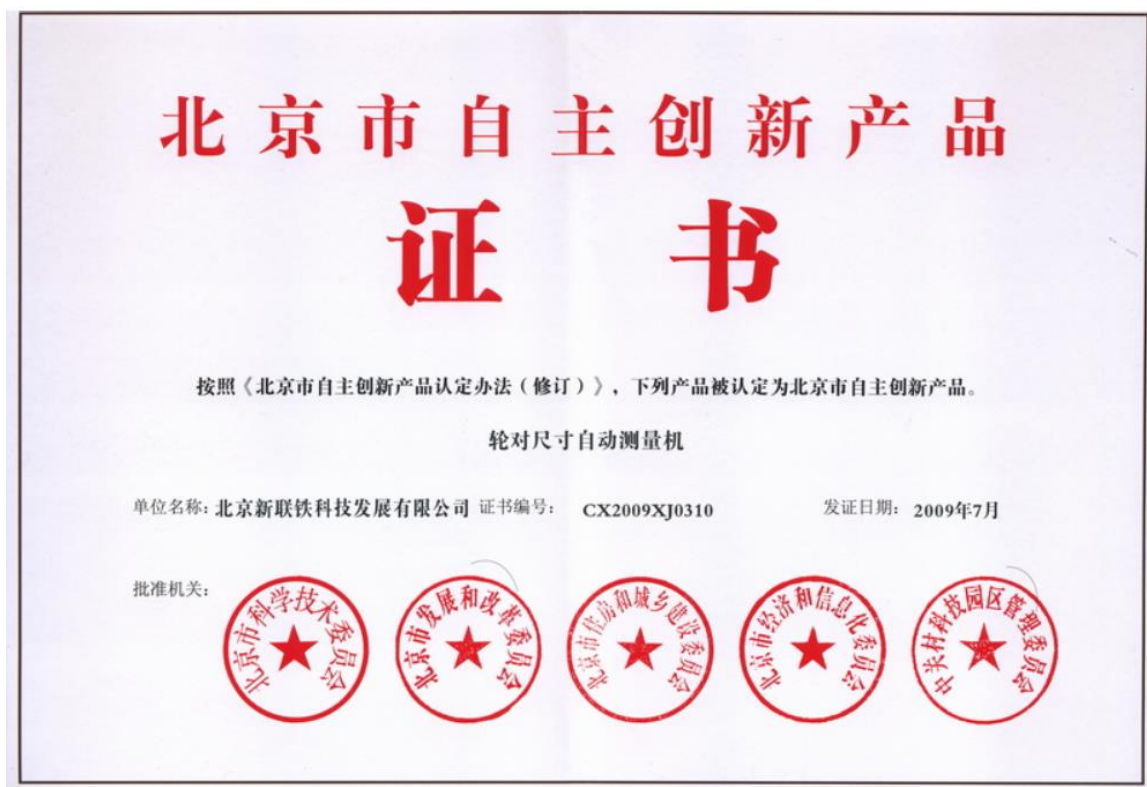 北京市自主创新产品
证书
按照《北京市自主创新产品认定办法（修订）》，下列产品被认定为北京市自主创新产品。
轮对尺寸自动测量机
单位名称：北京新联铁科技发展有限公司 证书编号： CX2009XJ0310 发证日期： 2009年7月
批准机关：
北京市科学技术委员会
北京市发展和改革委员会
北京市住房和城乡建设委员会
北京市经济和信息化委员会
中关村科技园区管理委员会